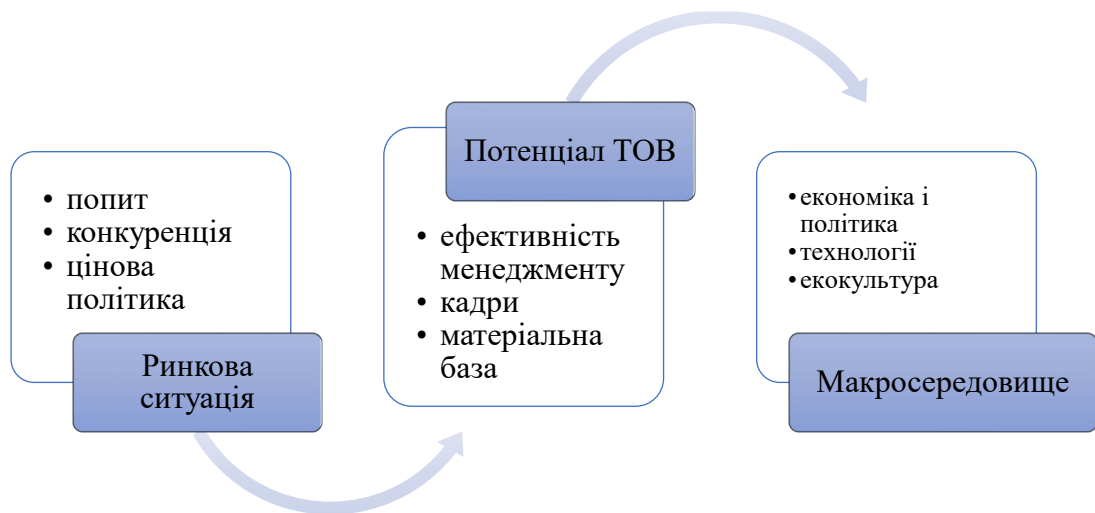 • попит
• конкуренція
• цінова
політика
Ринкова
ситуація
Потенціал ТОВ
• ефективність
менеджменту
• кадри
• матеріальна
база
• економіка і
політика
• технології
• екокультура
Макросередовище